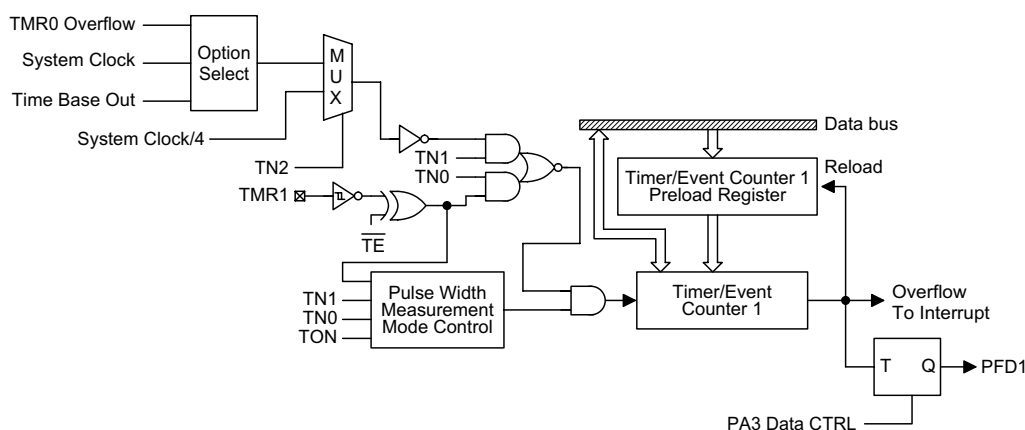 TMR0 Overflow
System Clock
Time Base Out
Option
Select
M
U
X
System Clock/4
TN2
TMR1
TE
TN1
TN0
TN1
TN0
TON
Pulse Width
Measurement
Mode Control
Data bus
Timer/Event Counter 1
Preload Register
Reload
Timer/Event
Counter 1
Overflow
To Interrupt
T
Q
PFD1
PA3 Data CTRL